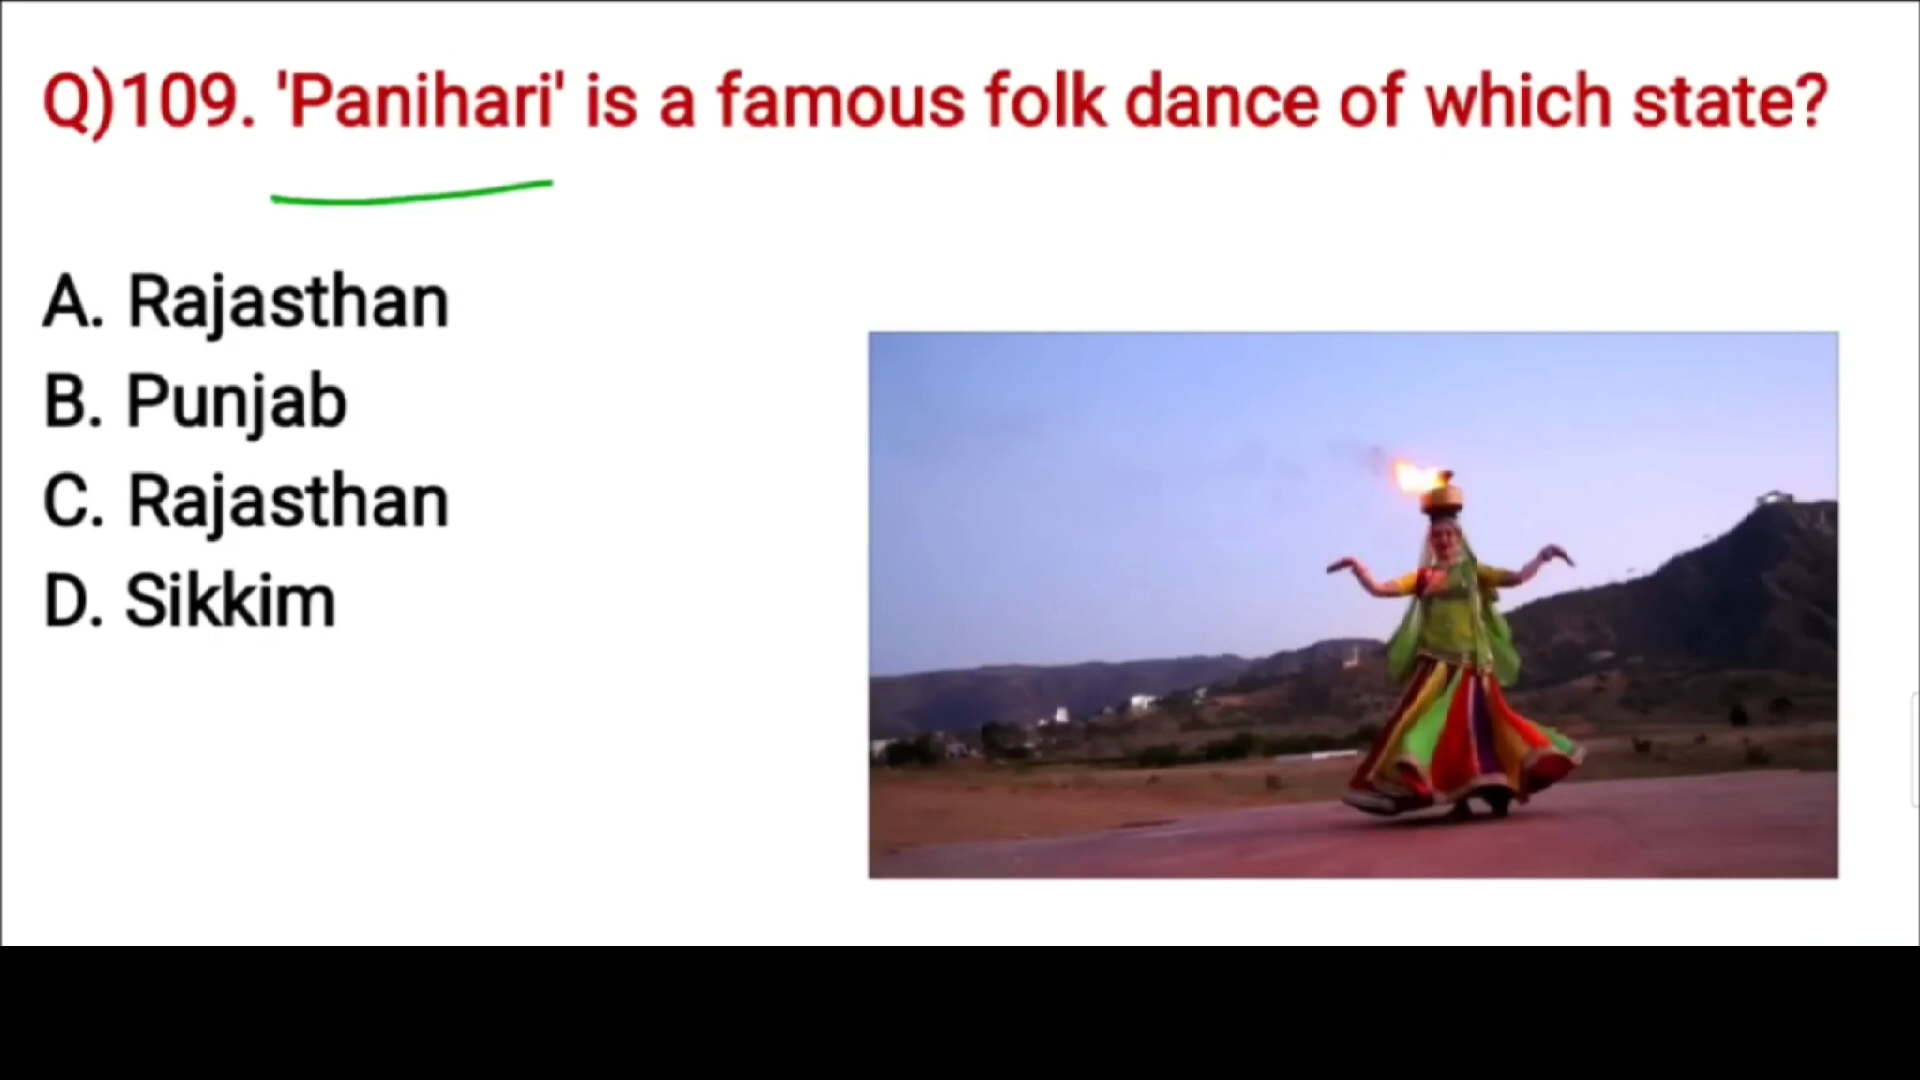 Q)109. 'Panihari' is a famous folk dance of which state?
A. Rajasthan
B. Punjab
C. Rajasthan
D. Sikkim